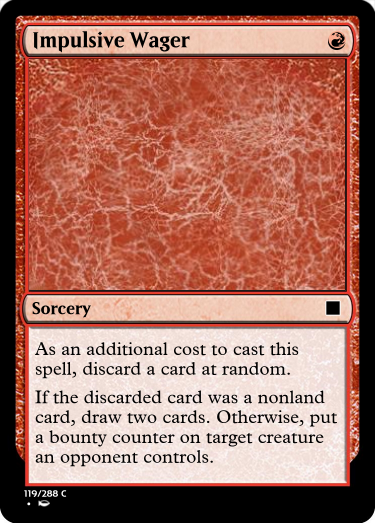 Impulsive Wager
Sorcery
As an additional cost to cast this
spell, discard a card at random.
If the discarded card was a nonland
card, draw two cards. Otherwise, put
a bounty counter on target creature
an opponent controls.
119/288 C